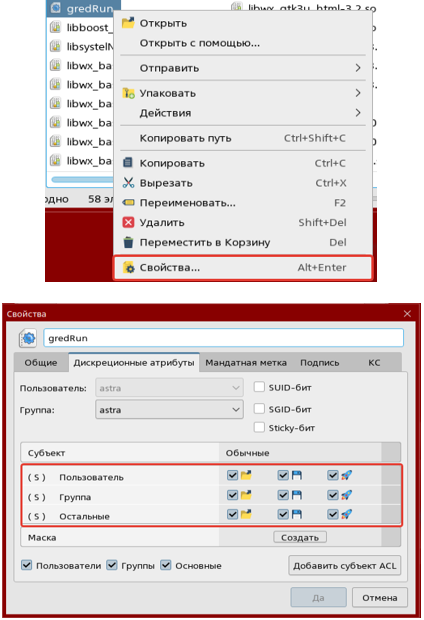 gredRun
libwx_gtk3u_html-3.2.so
libboost_
libsystelN
libwx_ba
libwx_ba
libwx_ba
libwx_ba
libwx_ba
libwx_ba
Открыть
Открыть с помощью...
Отправить
Упаковать
Действия
Копировать путь Ctrl+Shift+C
Копировать Ctrl+C
Вырезать Ctrl+X
Переименовать... F2
Удалить Shift+Del
Переместить в Корзину Del
Свойства... Alt+Enter
одно 58 эл
Свойства
gredRun
Общие Дискреционные атрибуты Мандатная метка Подпись КС
Пользователь: astra SUID-бит
Группа: astra SGID-бит
Sticky-бит
Субъект Обычные
( S ) Пользователь
( S ) Группа
( S ) Остальные
Маска Создать
Пользователи Группы Основные Добавить субъект ACL
Да Отмена